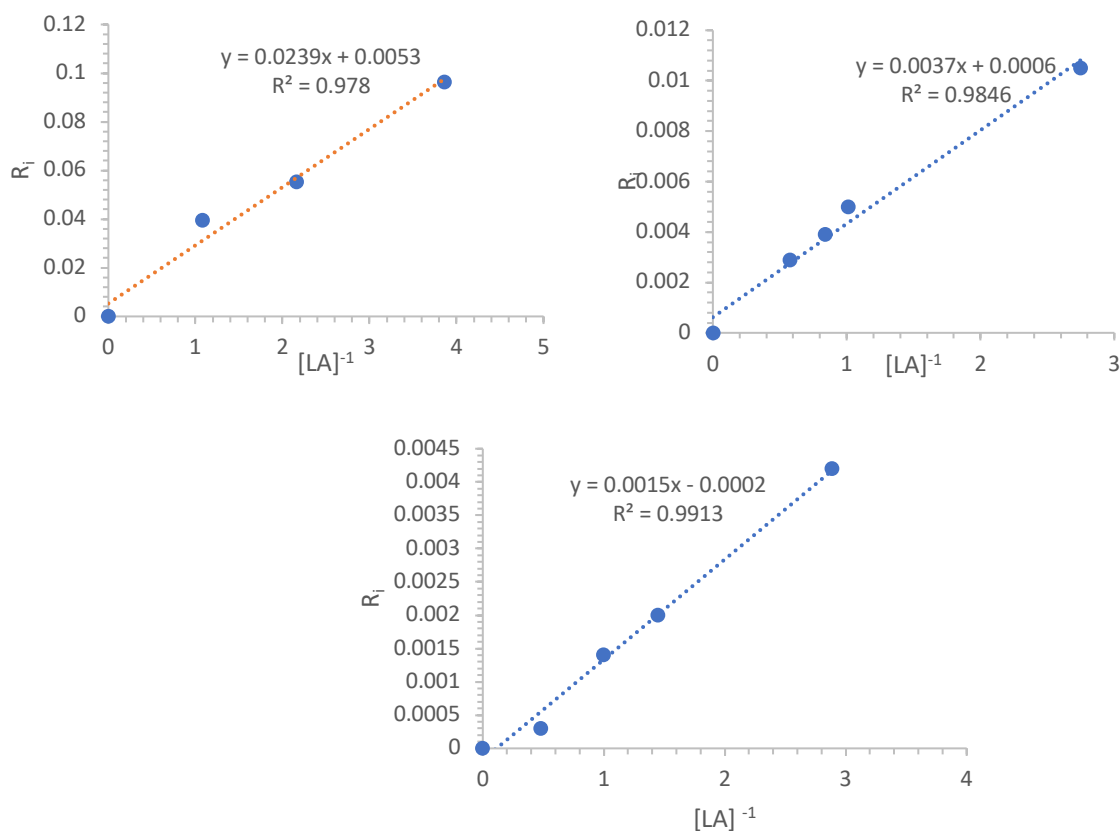 0.12
0.1
0.08
0.06
0.04
0.02
0
Rᵢ
y = 0.0239x + 0.0053
R² = 0.978
0 1 2 3 4 5
[LA]⁻¹
0.012
0.01
0.008
0.006
0.004
0.002
0
Rᵢ
y = 0.0037x + 0.0006
R² = 0.9846
0 1 2 3
[LA]⁻¹
0.0045
0.004
0.0035
0.003
0.0025
0.002
0.0015
0.001
0.0005
0
Rᵢ
y = 0.0015x - 0.0002
R² = 0.9913
0 1 2 3 4
[LA] ⁻¹